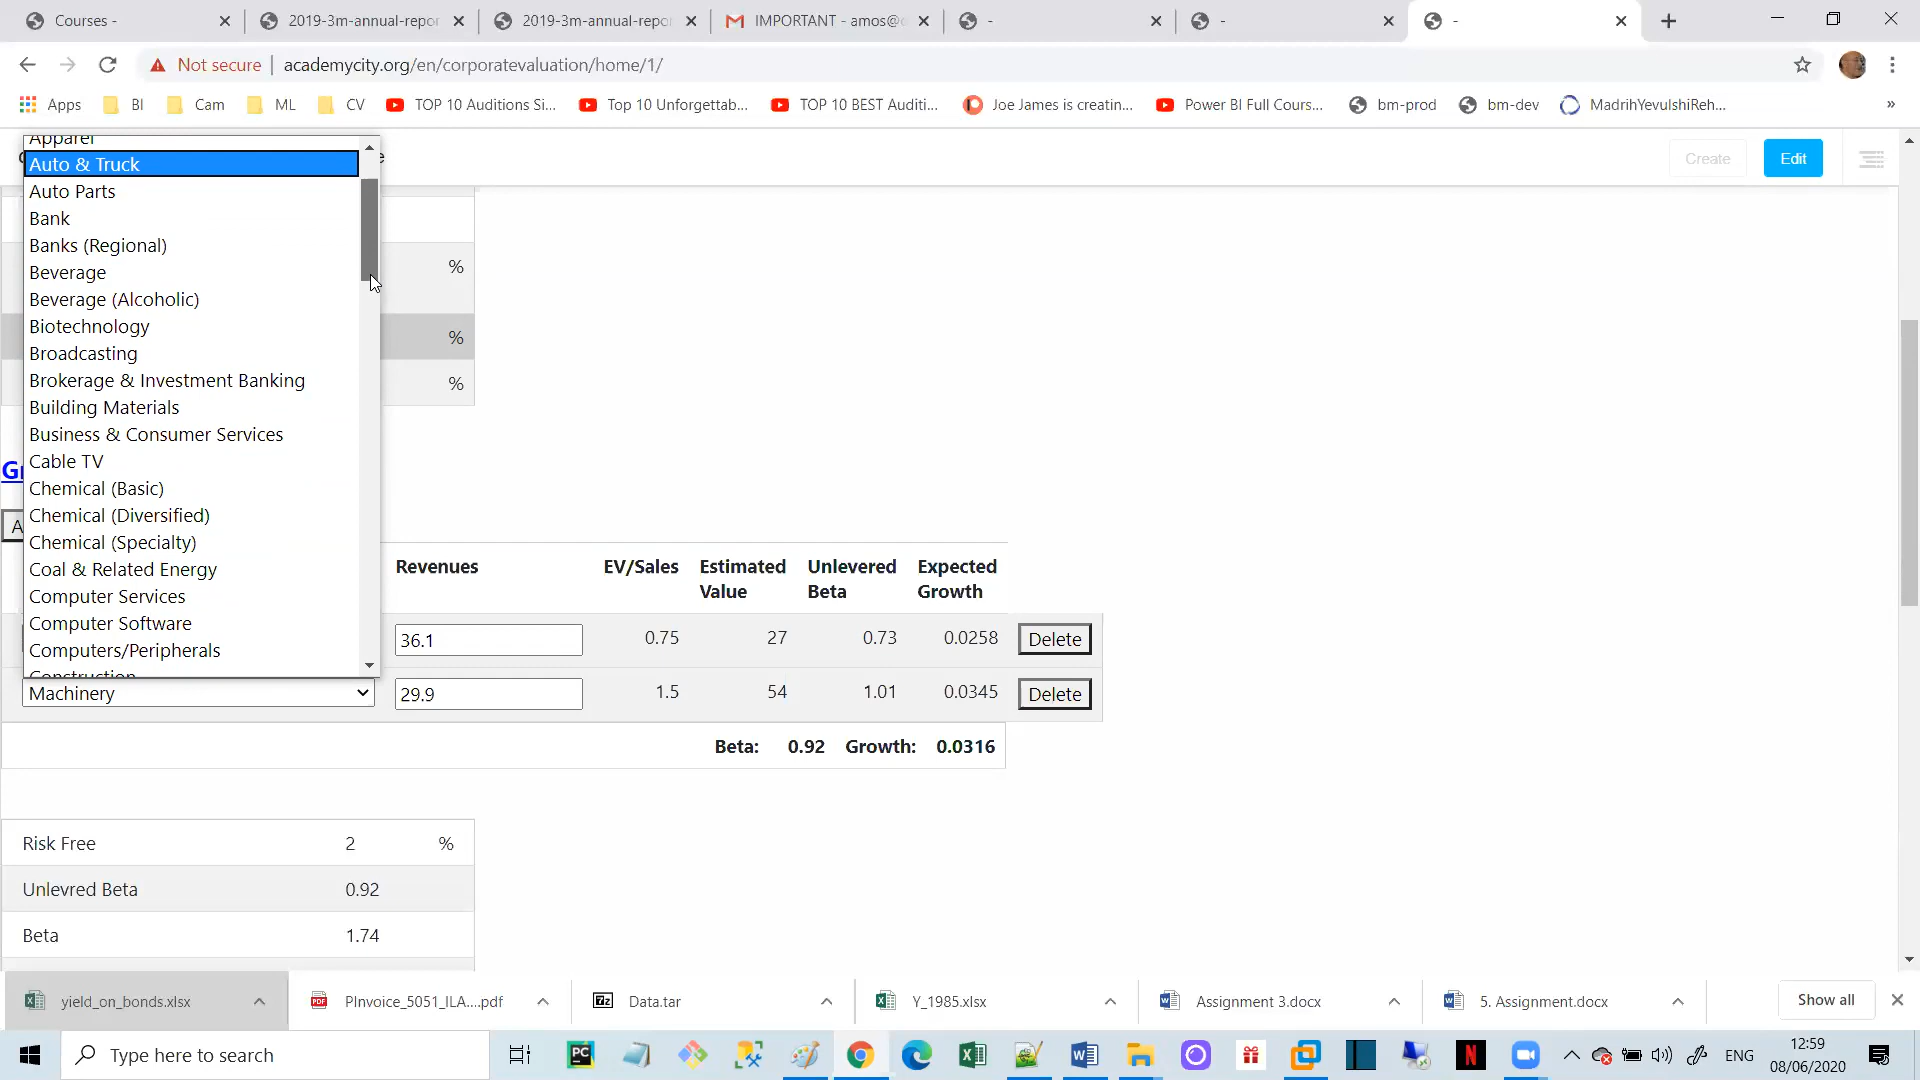 Courses -
2019-3m-annual-repor
2019-3m-annual-repor
IMPORTANT - amos@
-
-
-
Not secure
academycity.org/en/corporatevaluation/home/1/
Apps
BI
Cam
ML
CV
TOP 10 Auditions Si...
Top 10 Unforgettab...
TOP 10 BEST Auditi...
Joe James is creatin...
Power BI Full Cours...
bm-prod
bm-dev
MadrihYevulshiReh...
»
Create
Edit
Apparel
Auto & Truck
Auto Parts
Bank
Banks (Regional)
Beverage
Beverage (Alcoholic)
Biotechnology
Broadcasting
Brokerage & Investment Banking
Building Materials
Business & Consumer Services
Cable TV
Chemical (Basic)
Chemical (Diversified)
Chemical (Specialty)
Coal & Related Energy
Computer Services
Computer Software
Computers/Peripherals
Construction
%
%
%
Revenues
EV/Sales
Estimated
Value
Unlevered
Beta
Expected
Growth
36.1
0.75
27
0.73
0.0258
Delete
Machinery
29.9
1.5
54
1.01
0.0345
Delete
Beta:
0.92
Growth:
0.0316
Risk Free
2
%
Unlevred Beta
0.92
Beta
1.74
yield_on_bonds.xlsx
PInvoice_5051_ILA....pdf
Data.tar
Y_1985.xlsx
Assignment 3.docx
5. Assignment.docx
Show all
Type here to search
ENG
12:59
08/06/2020